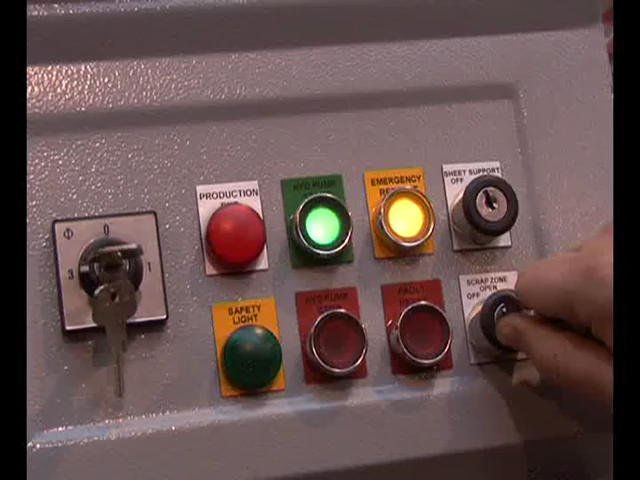 PRODUCTION
HYD PUMP
EMERGENCY
SHEET SUPPORT
OFF
Φ 0
3 1
SAFETY
LIGHT
HYD PUMP
FAULT
SCRAP ZONE
OPEN
OFF